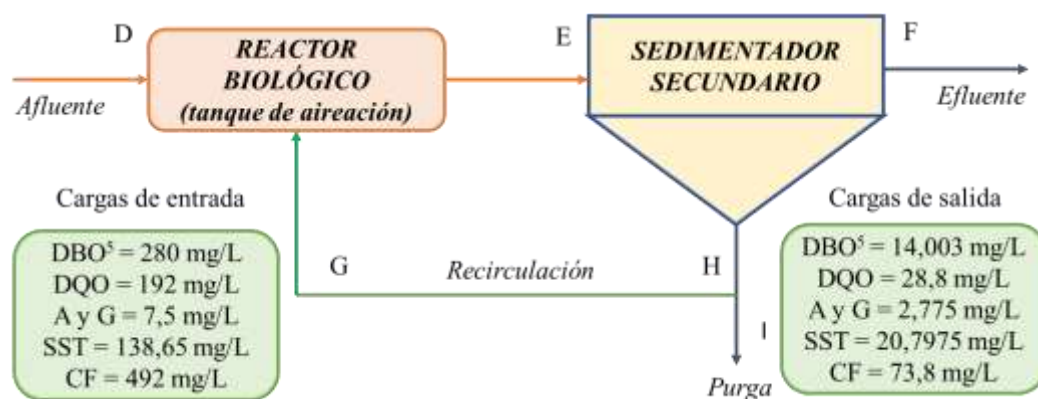 D
REACTOR
BIOLÓGICO
(tanque de aireación)
E
SEDIMENTADOR
SECUNDARIO
F
Afluente
Efluente
Cargas de entrada
DBO⁵ = 280 mg/L
DQO = 192 mg/L
A y G = 7,5 mg/L
SST = 138,65 mg/L
CF = 492 mg/L
G
Recirculación
H
I
Purga
Cargas de salida
DBO⁵ = 14,003 mg/L
DQO = 28,8 mg/L
A y G = 2,775 mg/L
SST = 20,7975 mg/L
CF = 73,8 mg/L